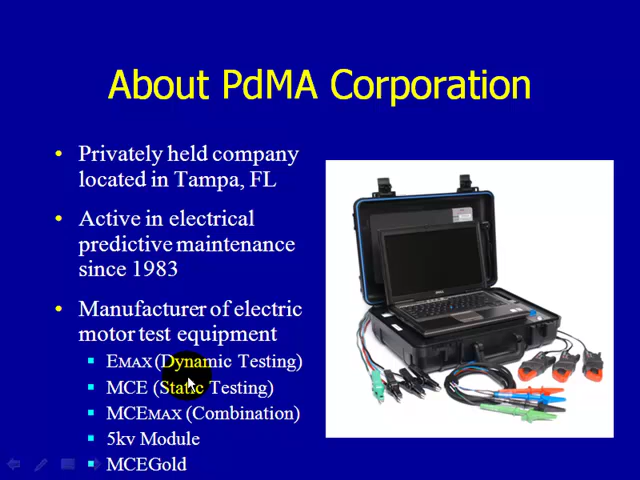 About PdMA Corporation
• Privately held company
located in Tampa, FL
• Active in electrical
predictive maintenance
since 1983
• Manufacturer of electric
motor test equipment
▪ EMAX (Dynamic Testing)
▪ MCE (Static Testing)
▪ MCEMAX (Combination)
▪ 5kv Module
▪ MCEGold